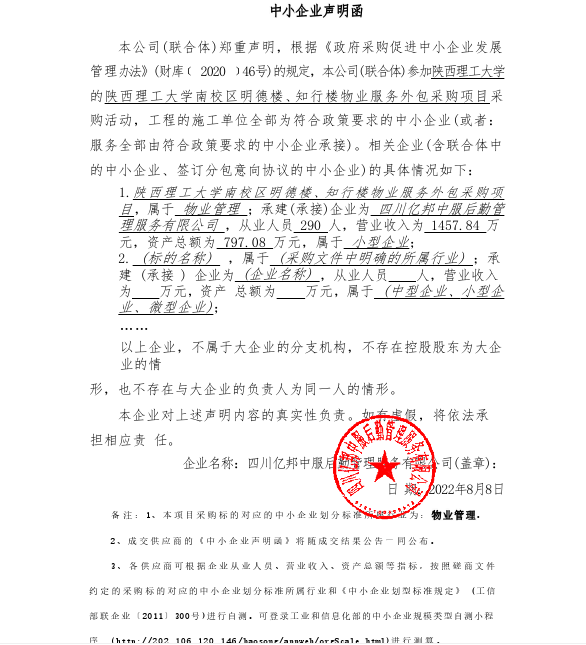 中小企业声明函
本公司(联合体)郑重声明，根据《政府采购促进中小企业发展
管理办法》(财库﹝ 2020 ﹞46号)的规定，本公司(联合体)参加陕西理工大学
的陕西理工大学南校区明德楼、知行楼物业服务外包采购项目采
购活动，工程的施工单位全部为符合政策要求的中小企业(或者:
服务全部由符合政策要求的中小企业承接)。相关企业(含联合体中
的中小企业、签订分包意向协议的中小企业)的具体情况如下:
1. 陕西理工大学南校区明德楼、知行楼物业服务外包采购项
目，属于 物业管理 ；承建(承接)企业为 四川亿邦中服后勤管
理服务有限公司 ，从业人员 290 人，营业收入为 1457.84 万
元，资产总额为 797.08 万元，属于 小型企业；
2. (标的名称) ，属于 (采购文件中明确的所属行业) ；承
建 (承接 ) 企业为 (企业名称)，从业人员____人，营业收入
为____万元，资产 总额为____万元，属于 (中型企业、小型企
业、微型企业)；
……
以上企业，不属于大企业的分支机构，不存在控股股东为大企
业的情
形，也不存在与大企业的负责人为同一人的情形。
本企业对上述声明内容的真实性负责。如有虚假，将依法承
担相应责 任。
企业名称：四川亿邦中服后勤管理服务有限公司(盖章):
日 期：2022年8月8日
四川亿邦中服后勤管理服务有限公司
备注：1、本项目采购标的对应的中小企业划分标准所属行业为：物业管理.
2、成交供应商的《中小企业声明函》将随成交结果公告一同公布.
3、各供应商可根据企业从业人员、营业收入、资产总额等指标，按照磋商文件
约定的采购标的对应的中小企业划分标准所属行业和《中小企业划型标准规定》 (工信
部联企业〔2011〕300号)进行自测. 可登录工业和信息化部的中小企业规模类型自测小程
序 (http://202.106.120.146/baosong/appweb/orgScale.html)进行测算.